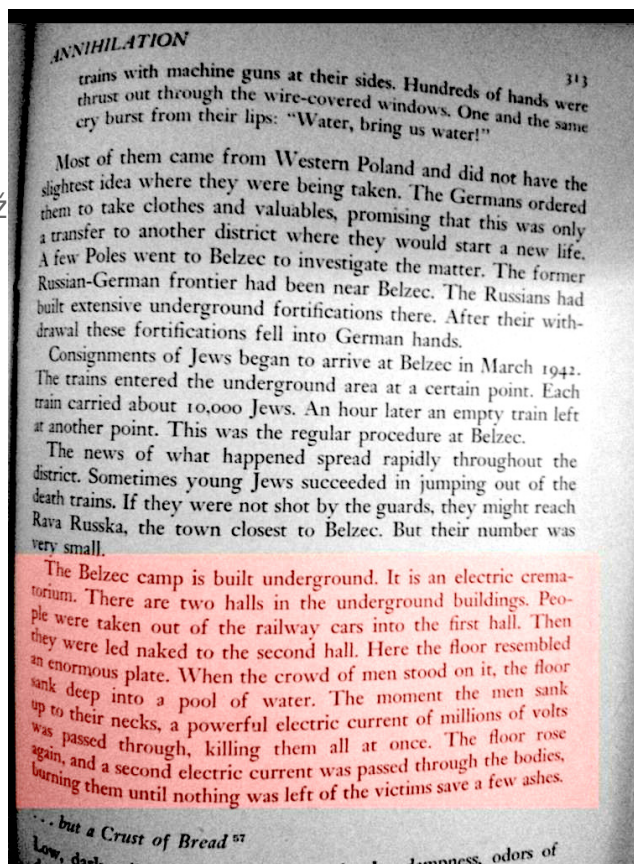 ANNIHILATION
313
trains with machine guns at their sides. Hundreds of hands were
thrust out through the wire-covered windows. One and the same
cry burst from their lips: "Water, bring us water!"
Most of them came from Western Poland and did not have the
slightest idea where they were being taken. The Germans ordered
them to take clothes and valuables, promising that this was only
a transfer to another district where they would start a new life.
A few Poles went to Belzec to investigate the matter. The former
Russian-German frontier had been near Belzec. The Russians had
built extensive underground fortifications there. After their with-
drawal these fortifications fell into German hands.
Consignments of Jews began to arrive at Belzec in March 1942.
The trains entered the underground area at a certain point. Each
train carried about 10,000 Jews. An hour later an empty train left
at another point. This was the regular procedure at Belzec.
The news of what happened spread rapidly throughout the
district. Sometimes young Jews succeeded in jumping out of the
death trains. If they were not shot by the guards, they might reach
Rava Russka, the town closest to Belzec. But their number was
very small.
The Belzec camp is built underground. It is an electric crema-
torium. There are two halls in the underground buildings. Peo-
ple were taken out of the railway cars into the first hall. Then
they were led naked to the second hall. Here the floor resembled
an enormous plate. When the crowd of men stood on it, the floor
sank deep into a pool of water. The moment the men sank
up to their necks, a powerful electric current of millions of volts
was passed through, killing them all at once. The floor rose
again, and a second electric current was passed through the bodies,
burning them until nothing was left of the victims save a few ashes.
... but a Crust of Bread 57
Low, odors of